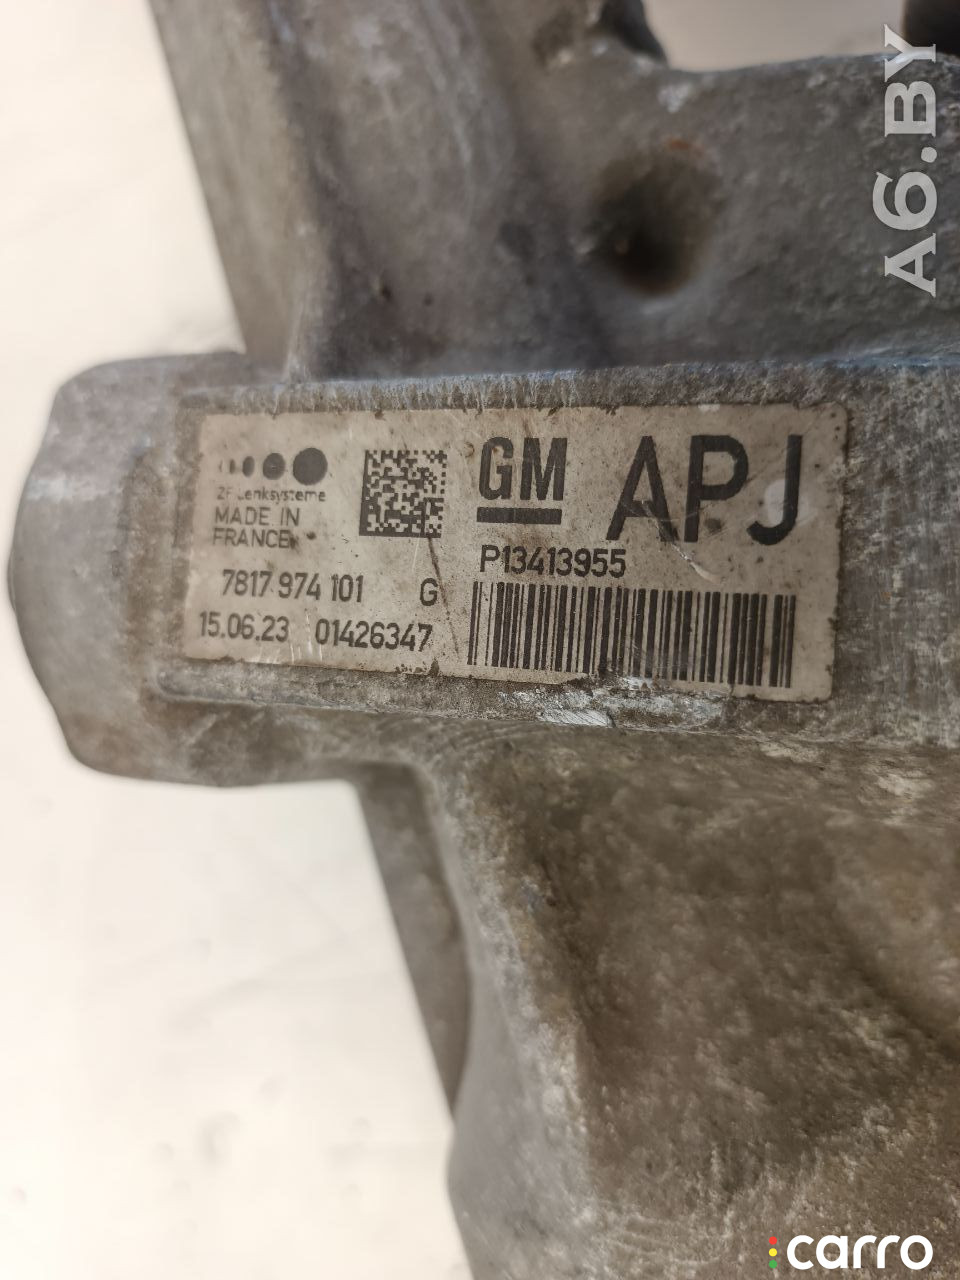 A6.BY
ZF Lenksysteme
MADE IN
FRANCE
7817 974 101 G
15.06.23 01426347
GM APJ
P13413955
carro